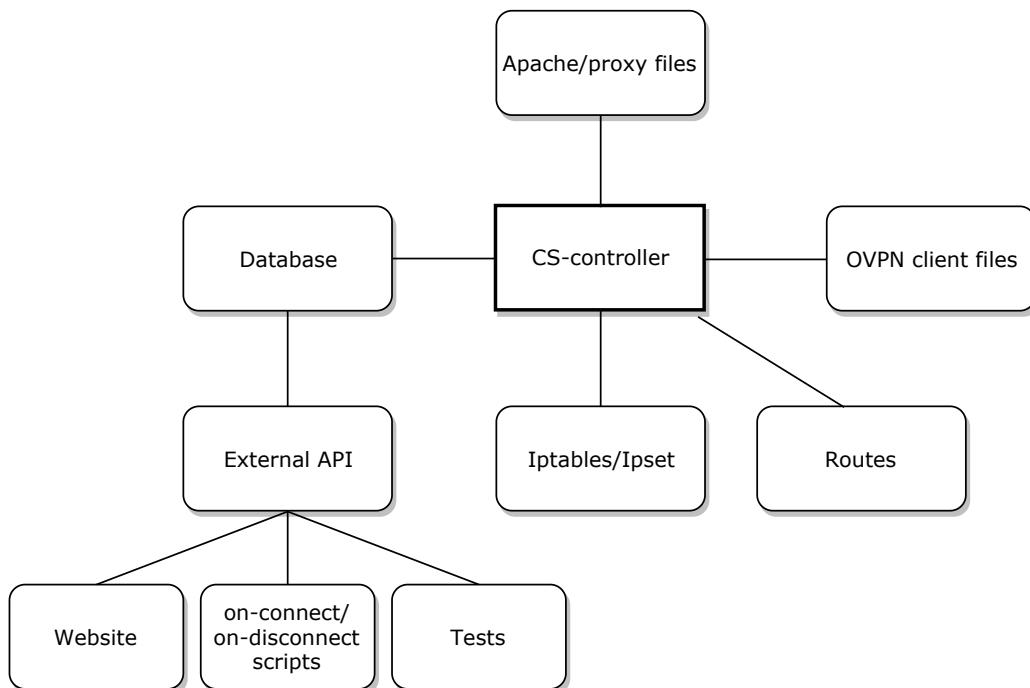 Apache/proxy files
Database
CS-controller
OVPN client files
External API
Iptables/Ipset
Routes
Website
on-connect/
on-disconnect
scripts
Tests